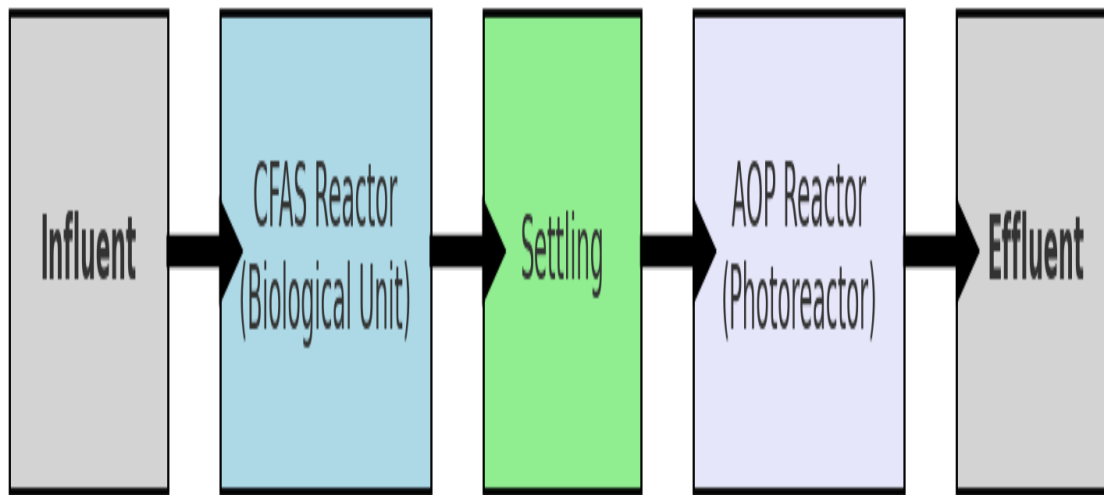 Influent
CFAS Reactor
(Biological Unit)
Settling
AOP Reactor
(Photoreactor)
Effluent